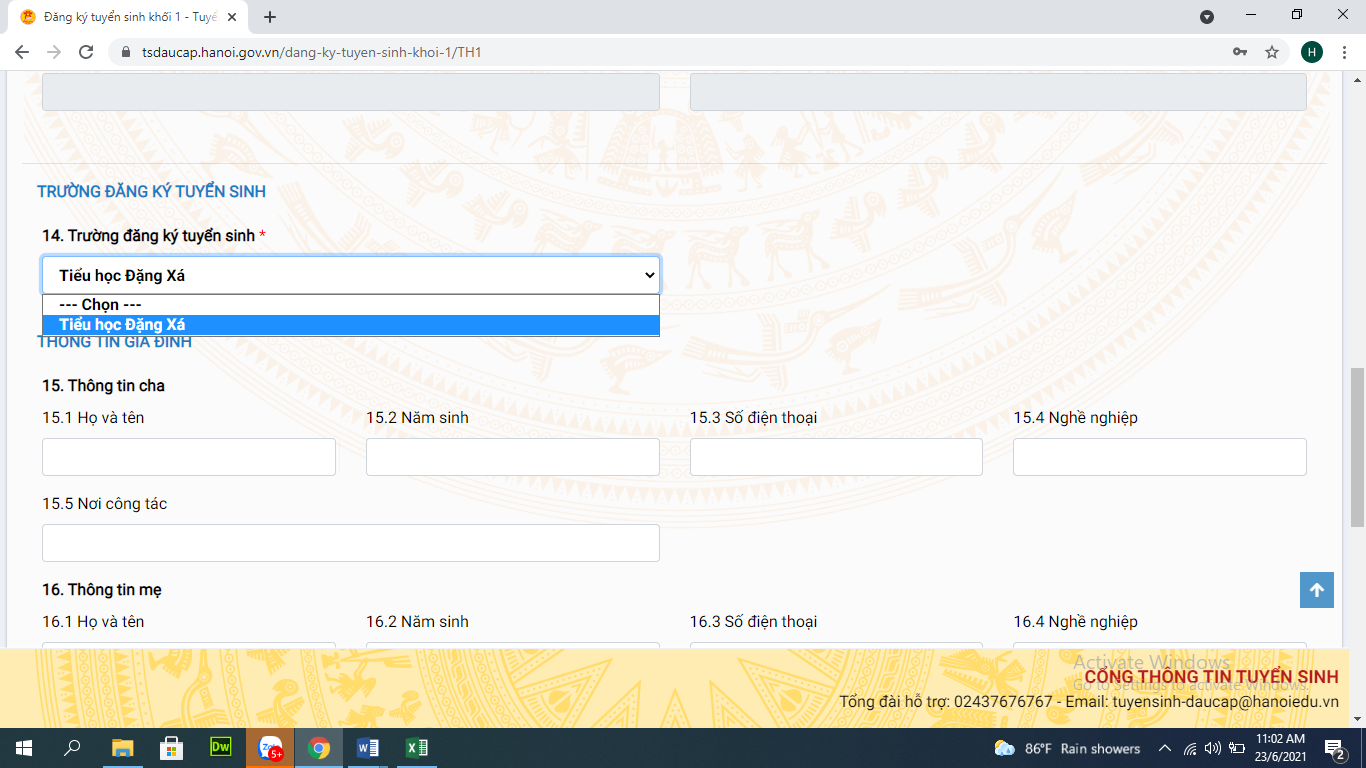 Đăng ký tuyển sinh khối 1 - Tuyể
tsdaucap.hanoi.gov.vn/dang-ky-tuyen-sinh-khoi-1/TH1
H
TRƯỜNG ĐĂNG KÝ TUYỂN SINH
14. Trường đăng ký tuyển sinh *
Tiểu học Đặng Xá
--- Chọn ---
Tiểu học Đặng Xá
THÔNG TIN GIA ĐÌNH
15. Thông tin cha
15.1 Họ và tên
15.2 Năm sinh
15.3 Số điện thoại
15.4 Nghề nghiệp
15.5 Nơi công tác
16. Thông tin mẹ
16.1 Họ và tên
16.2 Năm sinh
16.3 Số điện thoại
16.4 Nghề nghiệp
Activate Windows
CỔNG THÔNG TIN TUYỂN SINH
Go to Settings to activate Windows.
Tổng đài hỗ trợ: 02437676767 - Email: tuyensinh-daucap@hanoiedu.vn
Dw
Zalo
5+
86°F Rain showers
11:02 AM
23/6/2021
2